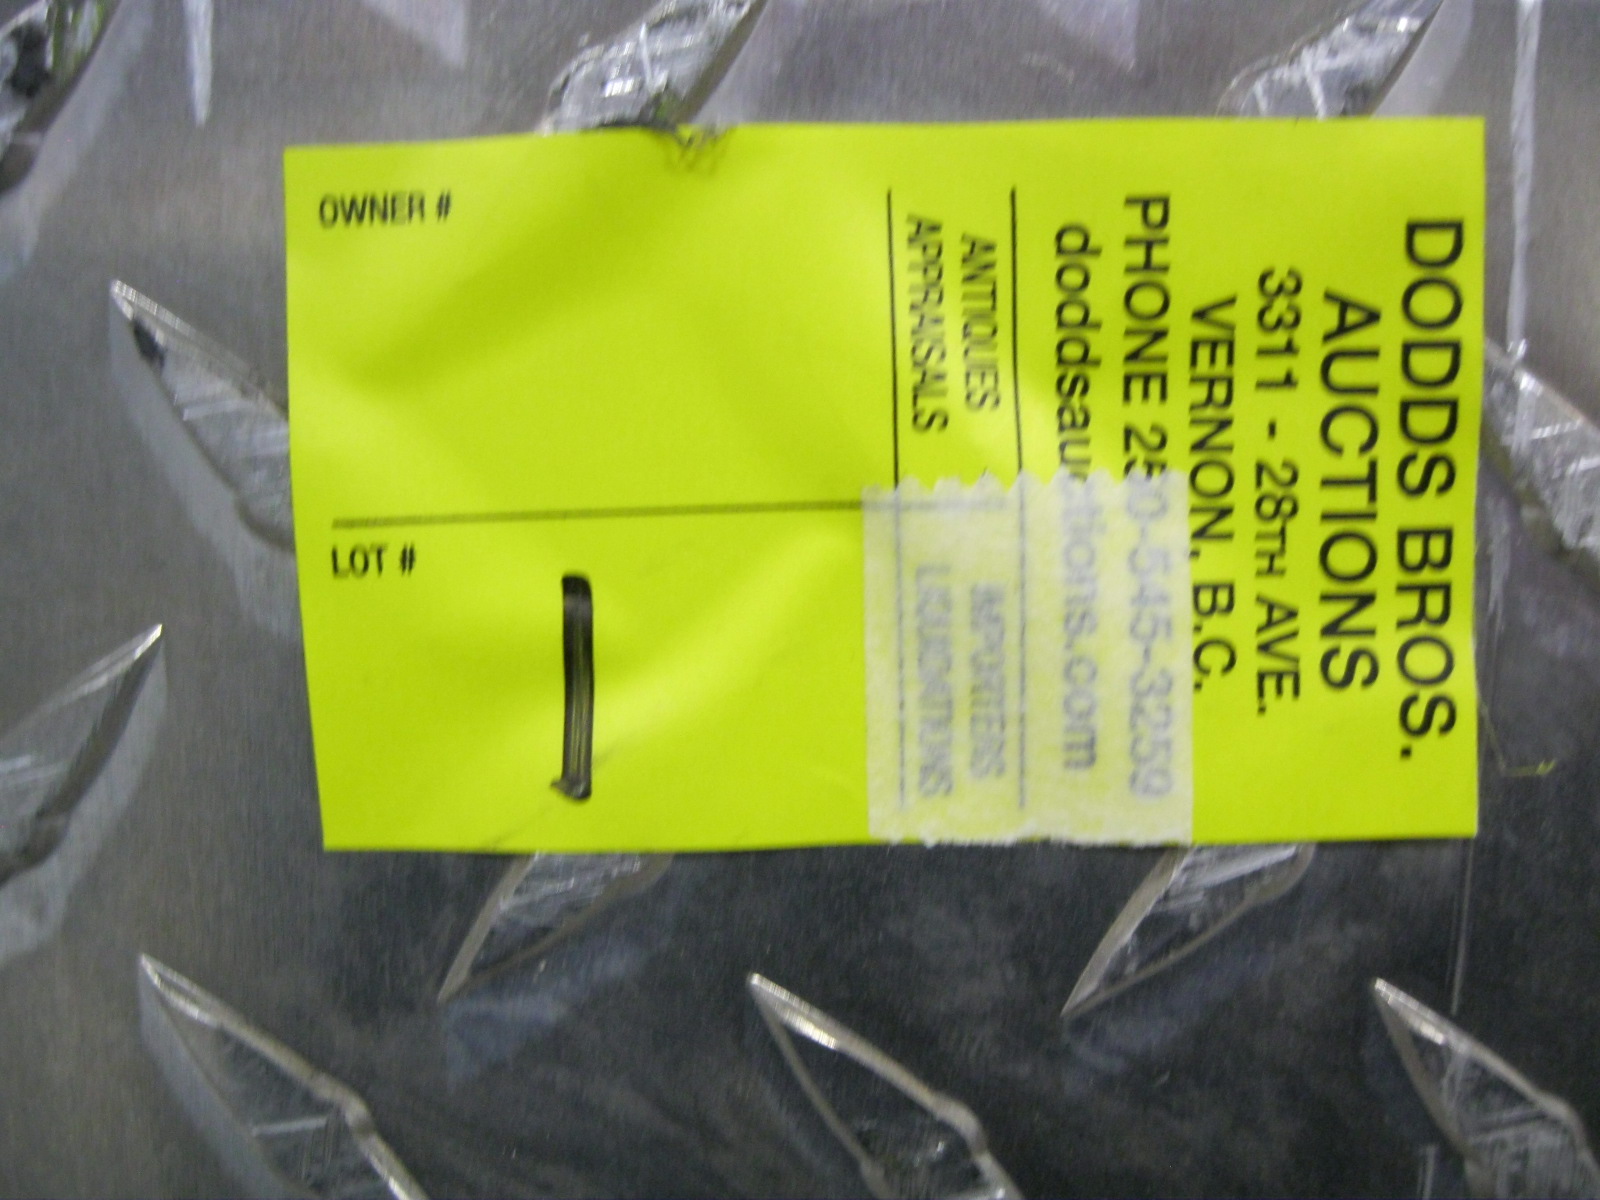 DODDS BROS.
AUCTIONS
3311 - 28TH AVE.
VERNON, B.C.
PHONE 250-545-3259
doddsauctions.com
ANTIQUES IMPORTERS
APPRAISALS LIQUIDATIONS
OWNER #
LOT #
1